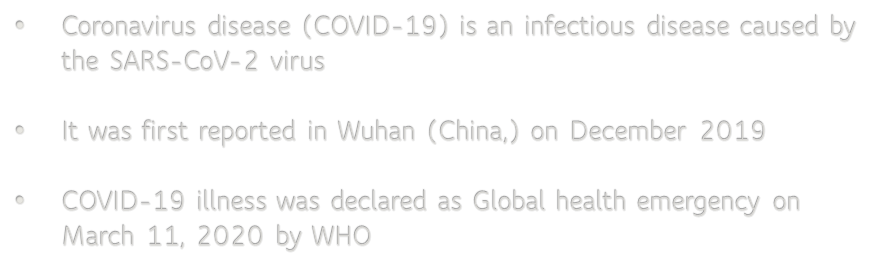 • Coronavirus disease (COVID-19) is an infectious disease caused by
the SARS-CoV-2 virus
• It was first reported in Wuhan (China,) on December 2019
• COVID-19 illness was declared as Global health emergency on
March 11, 2020 by WHO